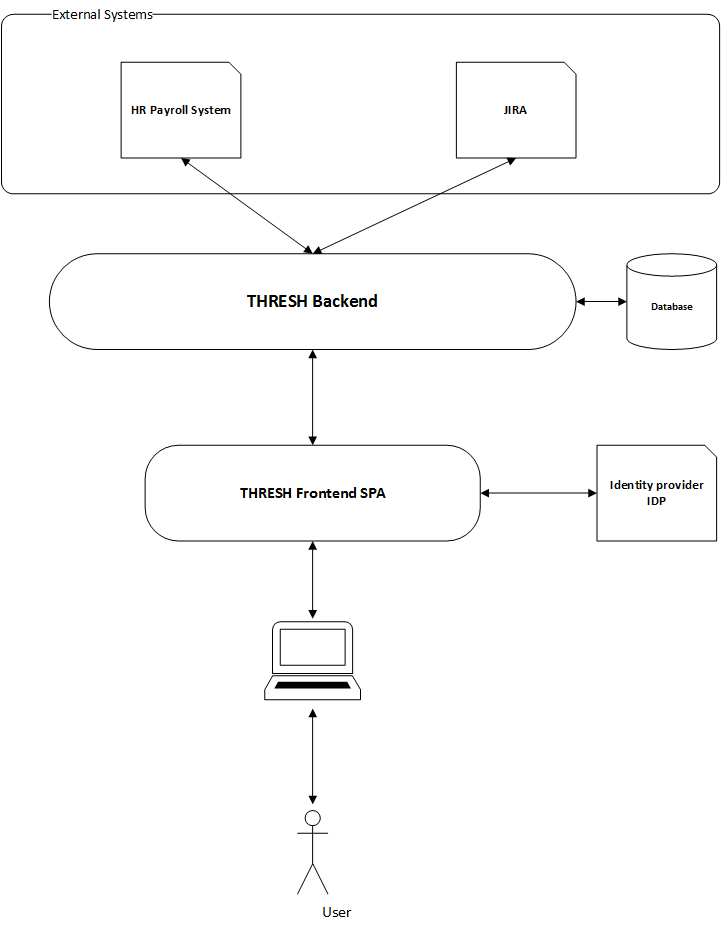 External Systems
HR Payroll System
JIRA
THRESH Backend
Database
THRESH Frontend SPA
Identity provider
IDP
User